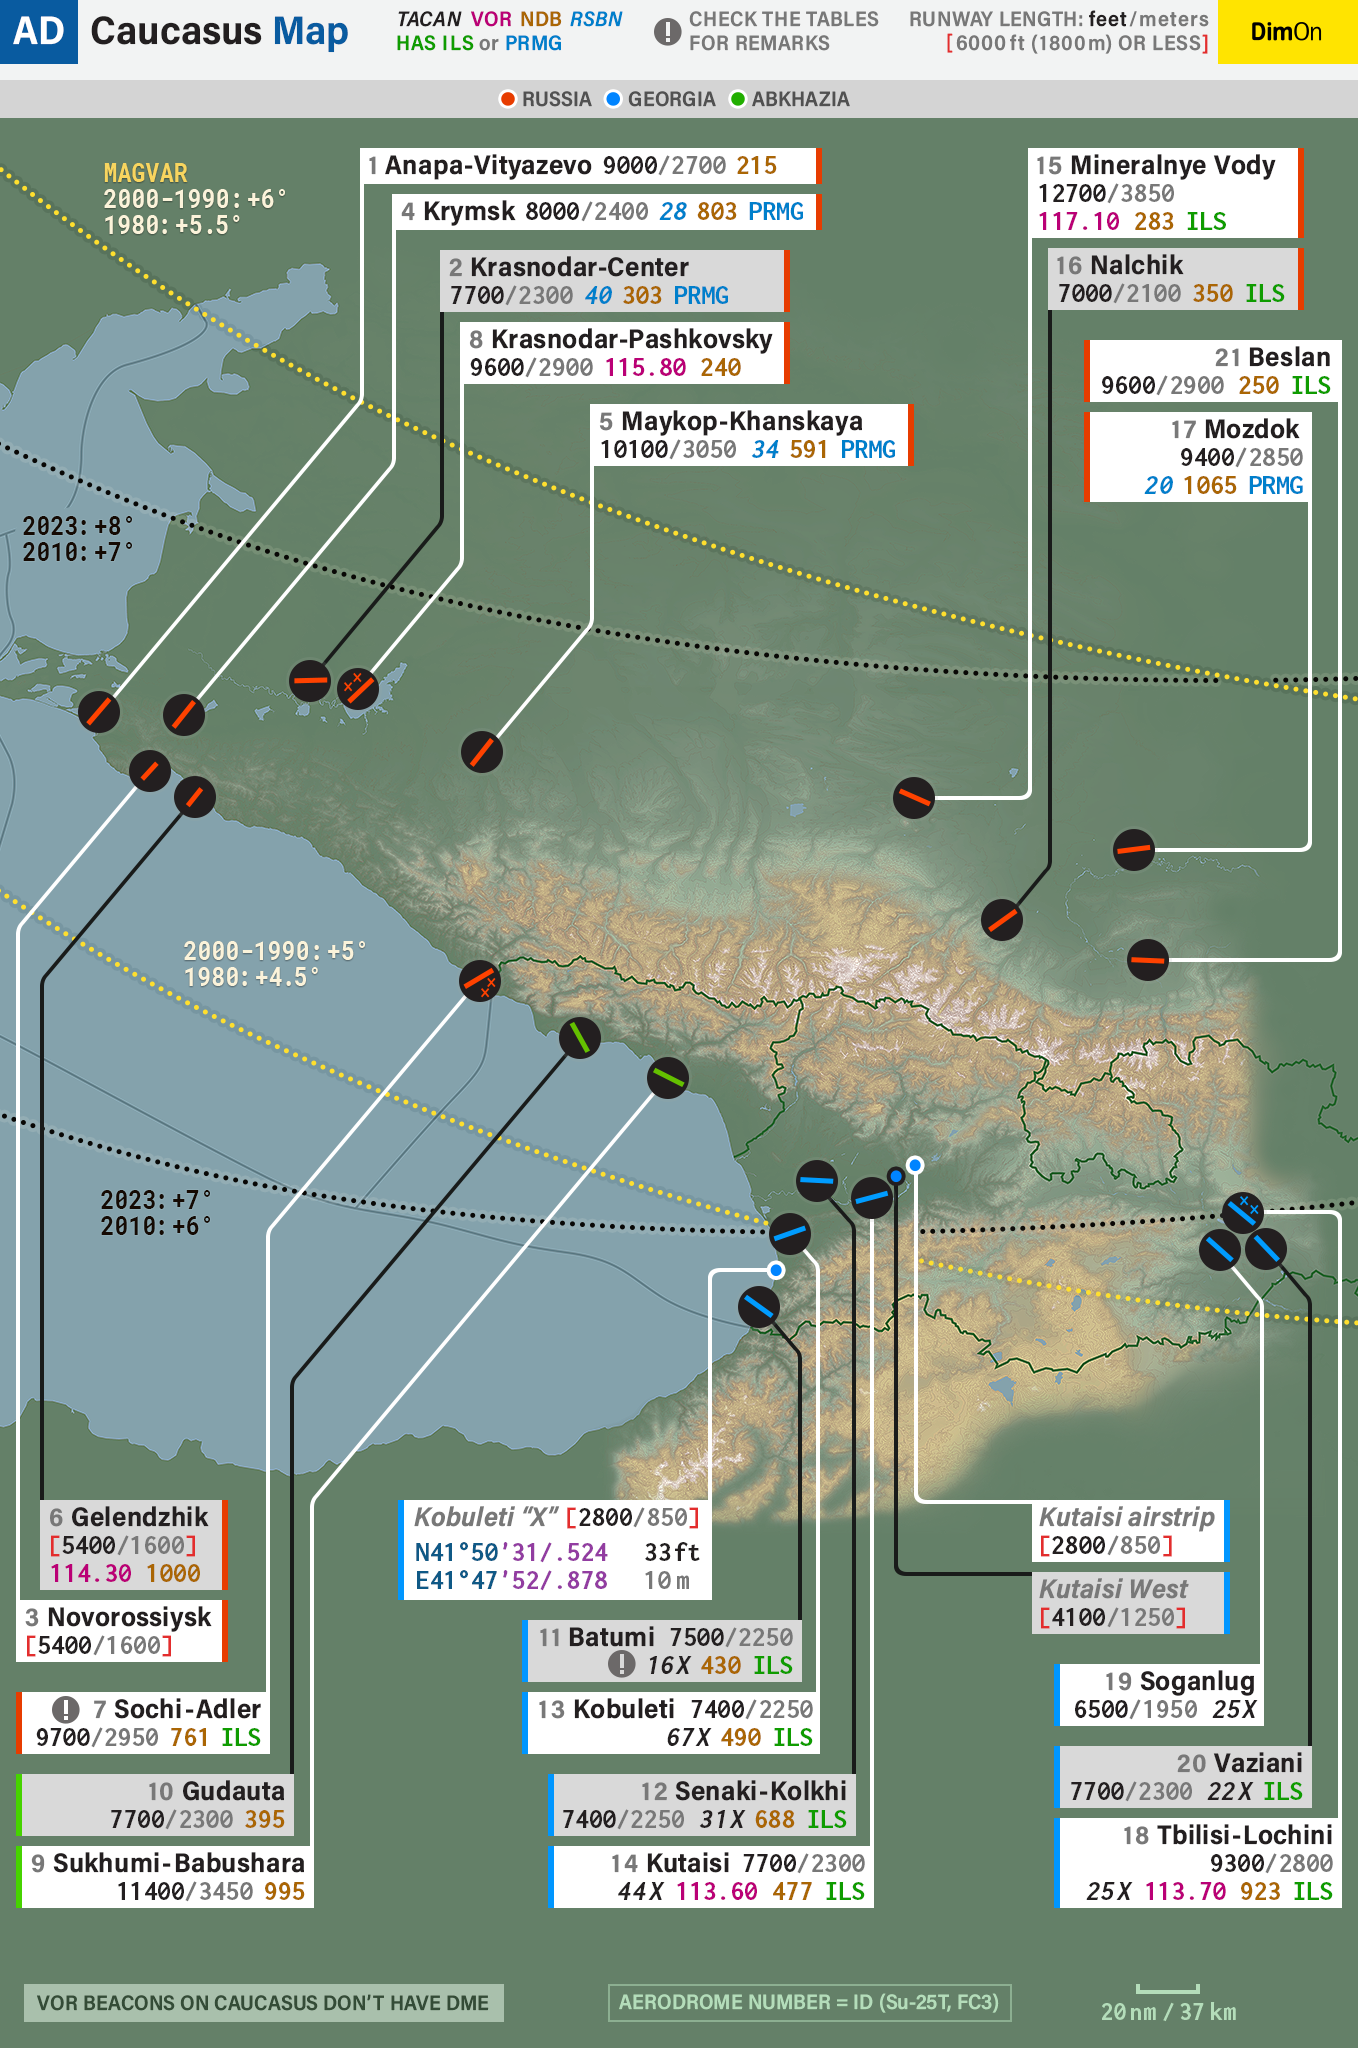 AD Caucasus Map
TACAN VOR NDB RSBN
HAS ILS or PRMG
! CHECK THE TABLES
FOR REMARKS
RUNWAY LENGTH: feet/meters
[6000 ft (1800 m) OR LESS]
DimOn
RUSSIA GEORGIA ABKHAZIA
MAGVAR
2000-1990: +6°
1980: +5.5°
1 Anapa-Vityazevo 9000/2700 215
4 Krymsk 8000/2400 28 803 PRMG
2 Krasnodar-Center
7700/2300 40 303 PRMG
8 Krasnodar-Pashkovsky
9600/2900 115.80 240
5 Maykop-Khanskaya
10100/3050 34 591 PRMG
15 Mineralnye Vody
12700/3850
117.10 283 ILS
16 Nalchik
7000/2100 350 ILS
21 Beslan
9600/2900 250 ILS
17 Mozdok
9400/2850
20 1065 PRMG
2023: +8°
2010: +7°
2000-1990: +5°
1980: +4.5°
2023: +7°
2010: +6°
6 Gelendzhik
[5400/1600]
114.30 1000
3 Novorossiysk
[5400/1600]
! 7 Sochi-Adler
9700/2950 761 ILS
10 Gudauta
7700/2300 395
9 Sukhumi-Babushara
11400/3450 995
Kobuleti “X” [2800/850]
N41°50’31/.524 33ft
E41°47’52/.878 10m
11 Batumi 7500/2250
! 16X 430 ILS
13 Kobuleti 7400/2250
67X 490 ILS
12 Senaki-Kolkhi
7400/2250 31X 688 ILS
14 Kutaisi 7700/2300
44X 113.60 477 ILS
Kutaisi airstrip
[2800/850]
Kutaisi West
[4100/1250]
19 Soganlug
6500/1950 25X
20 Vaziani
7700/2300 22X ILS
18 Tbilisi-Lochini
9300/2800
25X 113.70 923 ILS
VOR BEACONS ON CAUCASUS DON’T HAVE DME
AERODROME NUMBER = ID (Su-25T, FC3)
20 nm / 37 km